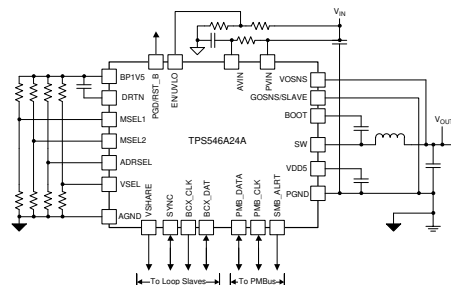 VIN
PGD/RST_B
EN/UVLO
AVIN
PVIN
BP1V5
DRTN
MSEL1
MSEL2
ADRSEL
VSEL
AGND
TPS546A24A
VOSNS
GOSNS/SLAVE
BOOT
SW
VDD5
PGND
VOUT
VSHARE
SYNC
BCX_CLK
BCX_DAT
PMB_DATA
PMB_CLK
SMB_ALRT
To Loop Slaves
To PMBus